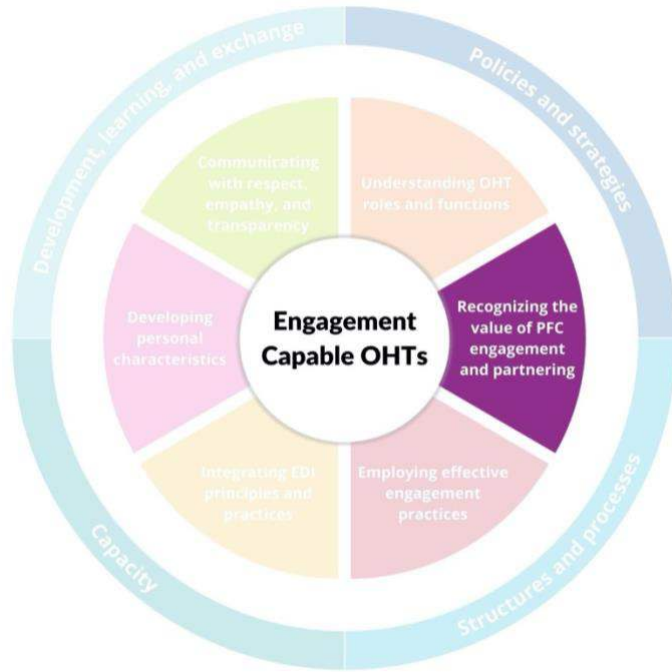 Development, learning, and exchange
Policies and strategies
Communicating
with respect,
empathy, and
transparency
Understanding OHT
roles and functions
Developing
personal
characteristics
Engagement
Capable OHTs
Recognizing the
value of PFC
engagement
and partnering
Integrating EDI
principles and
practices
Employing effective
engagement
practices
Capacity
Structures and processes